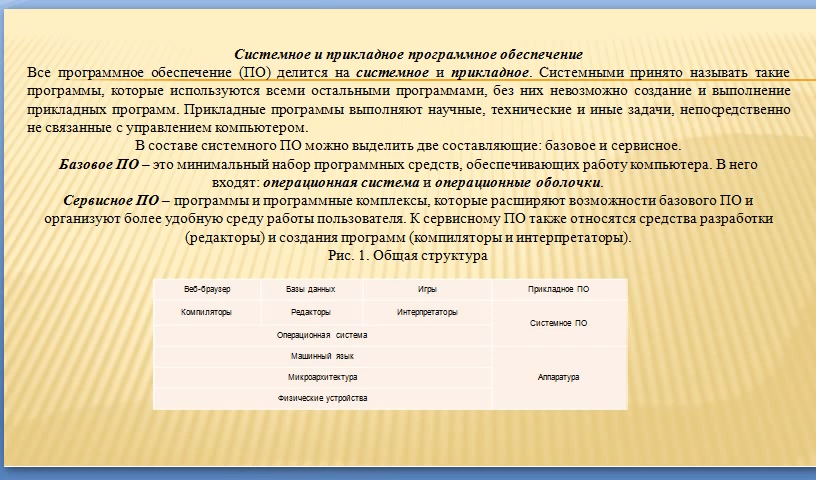 Системное и прикладное программное обеспечение
Все программное обеспечение (ПО) делится на системное и прикладное. Системными принято называть такие
программы, которые используются всеми остальными программами, без них невозможно создание и выполнение
прикладных программ. Прикладные программы выполняют научные, технические и иные задачи, непосредственно
не связанные с управлением компьютером.
В составе системного ПО можно выделить две составляющие: базовое и сервисное.
Базовое ПО – это минимальный набор программных средств, обеспечивающих работу компьютера. В него
входят: операционная система и операционные оболочки.
Сервисное ПО – программы и программные комплексы, которые расширяют возможности базового ПО и
организуют более удобную среду работы пользователя. К сервисному ПО также относятся средства разработки
(редакторы) и создания программ (компиляторы и интерпретаторы).
Рис. 1. Общая структура
Веб-браузер Базы данных Игры Прикладное ПО
Компиляторы Редакторы Интерпретаторы
Системное ПО
Операционная система
Машинный язык
Микроархитектура Аппаратура
Физические устройства